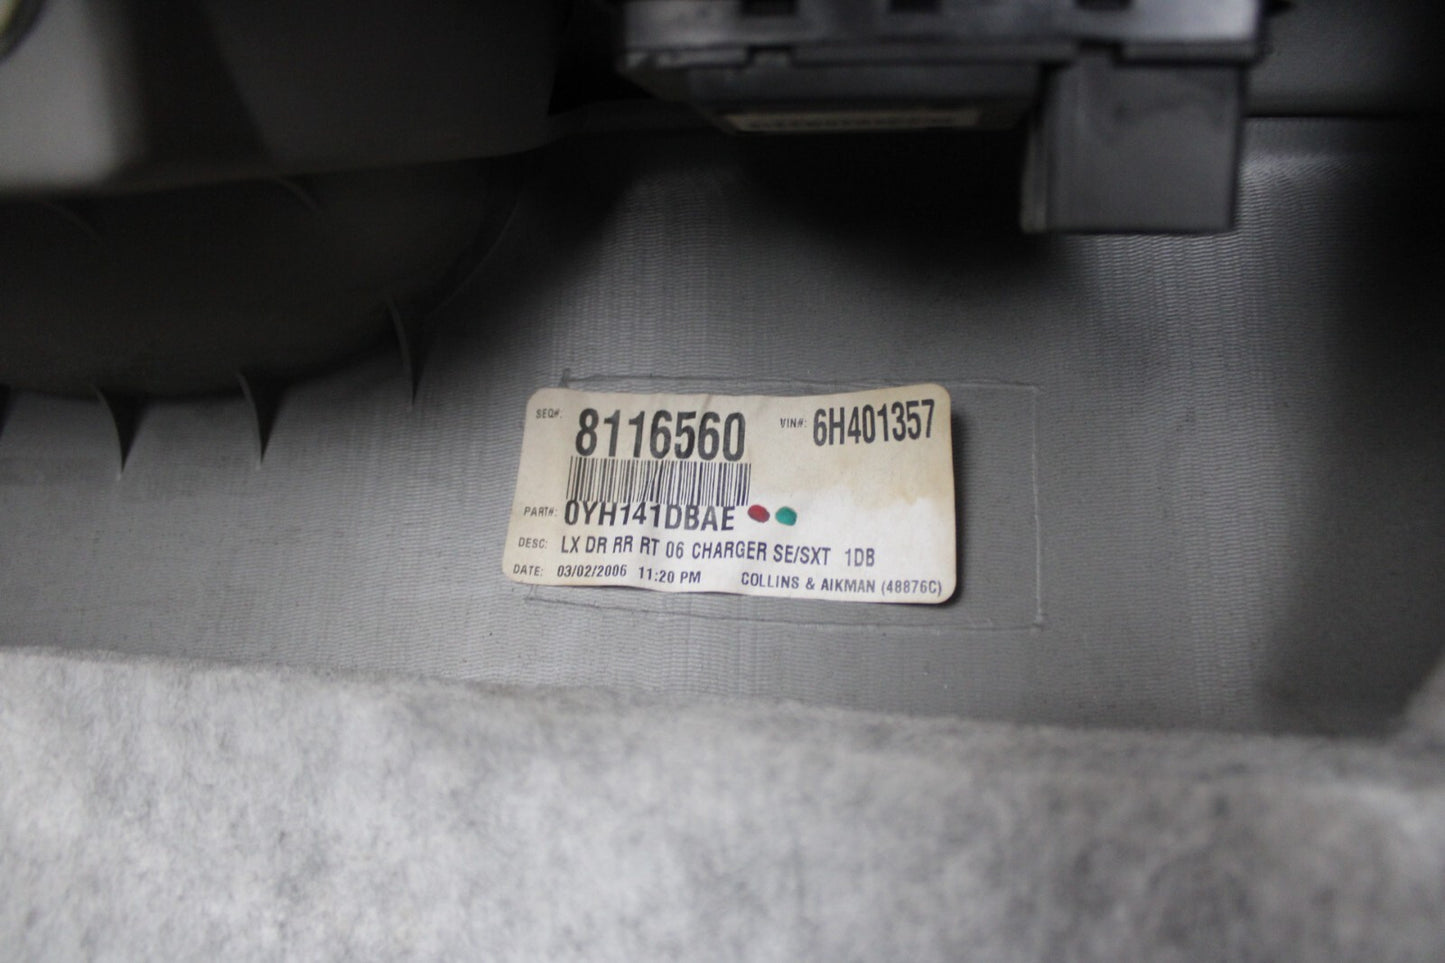 SEQ#: 8116560 VIN#: 6H401357
PART#: 0YH141DBAE
DESC: LX DR RR RT 06 CHARGER SE/SXT 1DB
DATE: 03/02/2006 11:20 PM COLLINS & AIKMAN (48876C)